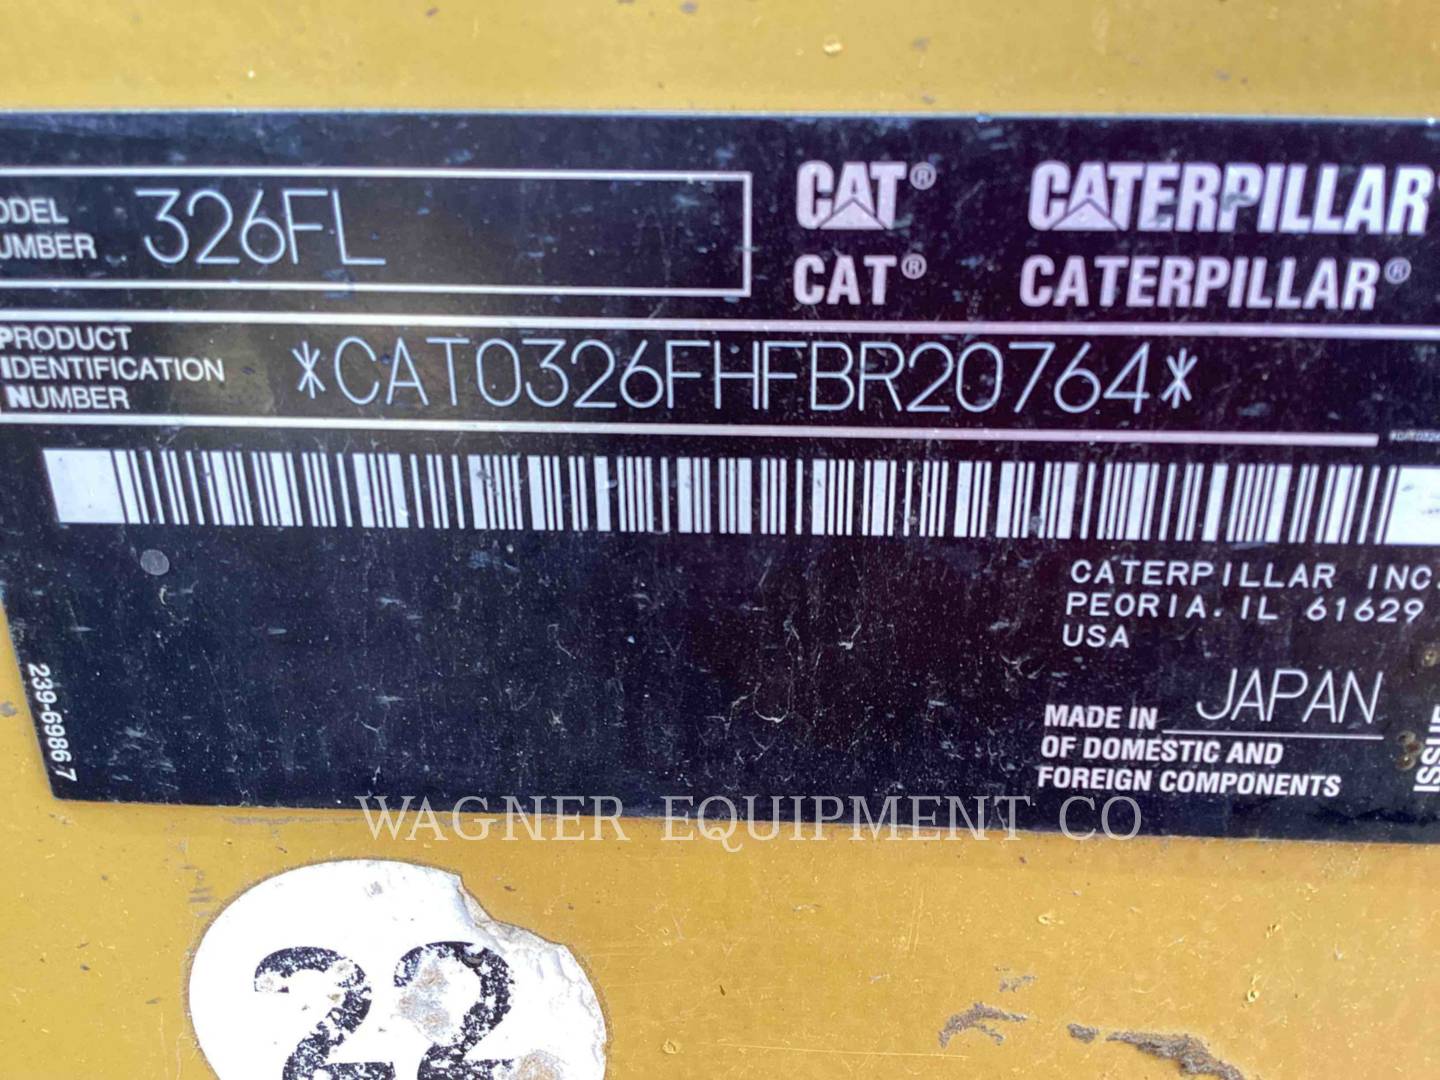 ODEL
UMBER
326FL
CAT® CATERPILLAR®
CAT® CATERPILLAR®
PRODUCT
IDENTIFICATION
NUMBER
*CAT0326FHFBR20764*
CATERPILLAR INC.
PEORIA. IL 61629
USA
239-6986 7
MADE IN JAPAN
OF DOMESTIC AND
FOREIGN COMPONENTS
WAGNER EQUIPMENT CO
22